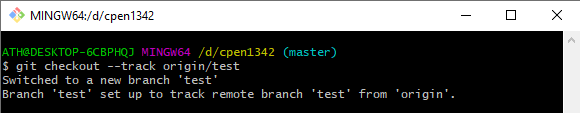 MINGW64:/d/cpen1342
ATH@DESKTOP-6CBPHQJ MINGW64 /d/cpen1342 (master)
$ git checkout --track origin/test
Switched to a new branch 'test'
Branch 'test' set up to track remote branch 'test' from 'origin'.